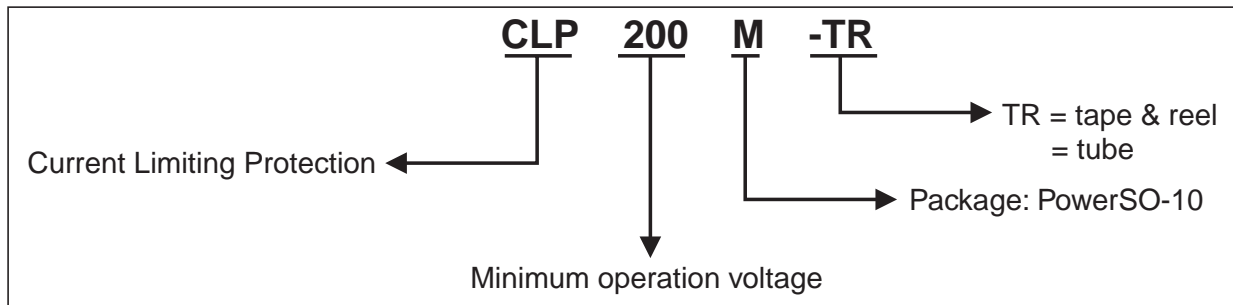 CLP 200 M -TR
TR = tape & reel
= tube
Current Limiting Protection
Package: PowerSO-10
Minimum operation voltage